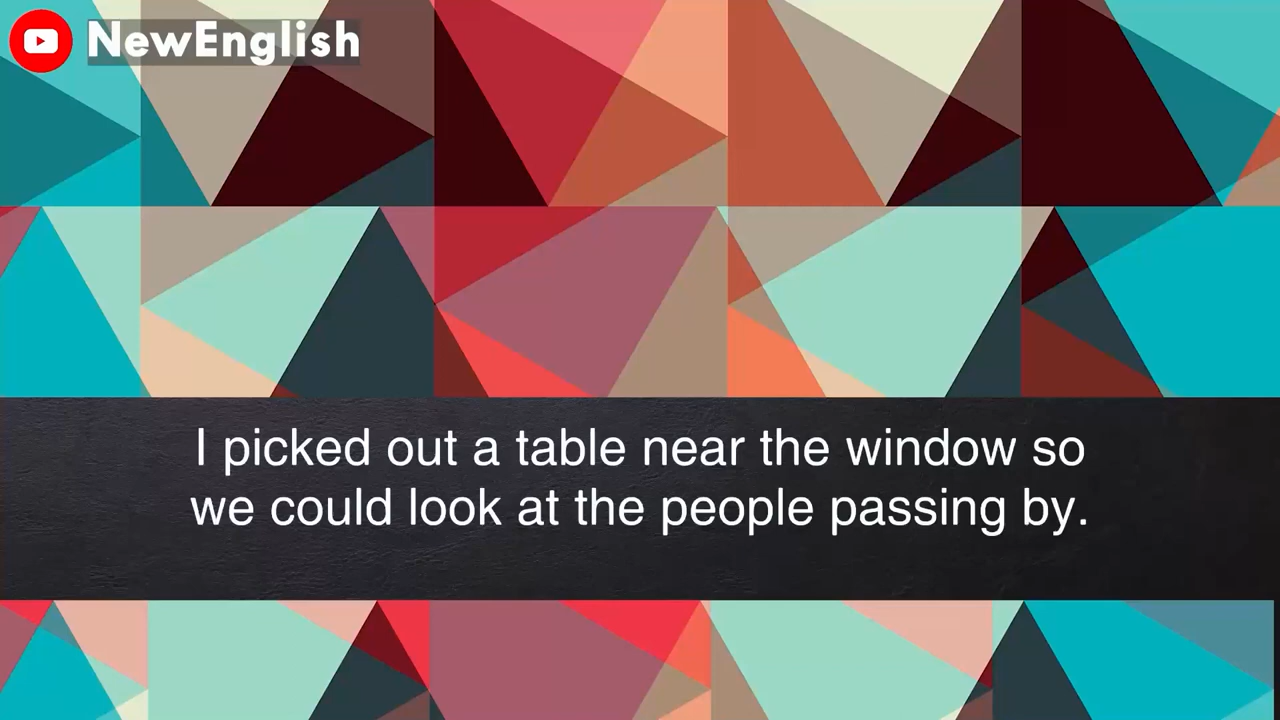 NewEnglish
I picked out a table near the window so
we could look at the people passing by.